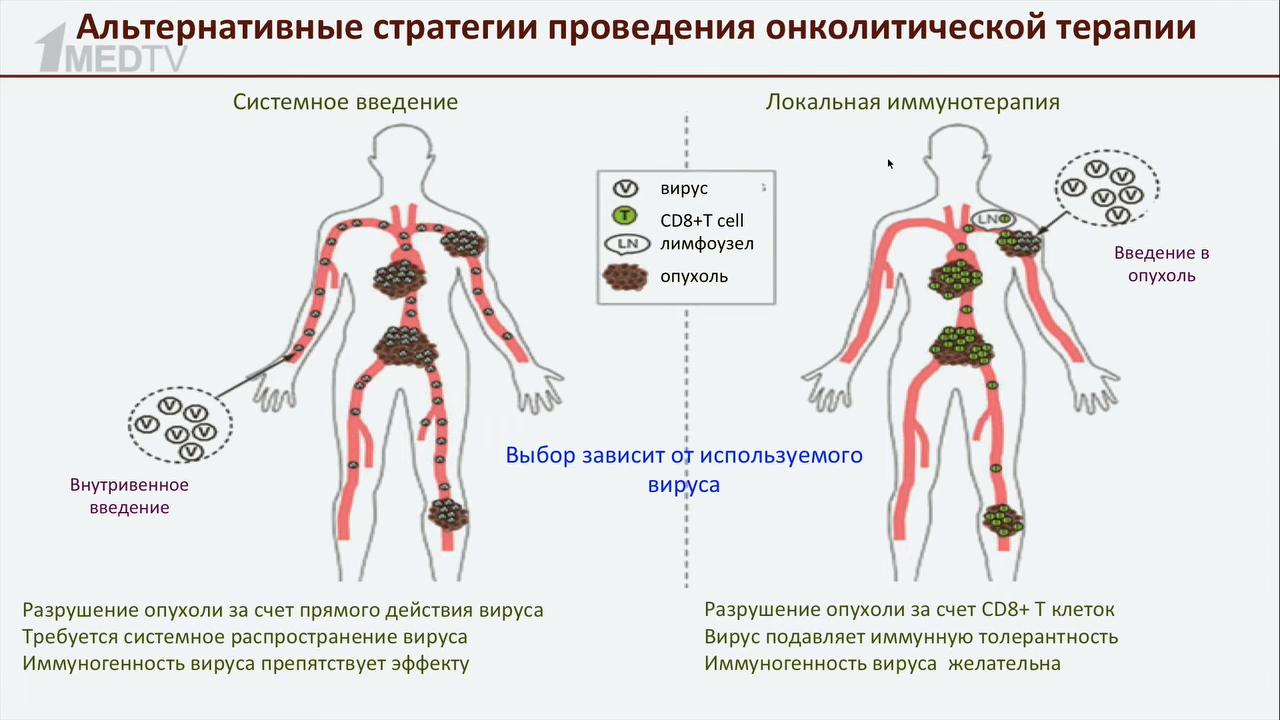 Альтернативные стратегии проведения онколитической терапии
1MEDTV
Системное введение
Локальная иммунотерапия
V вирус
T CD8+T cell
LN лимфоузел
опухоль
LN
Введение в
опухоль
Внутривенное
введение
Выбор зависит от используемого
вируса
Разрушение опухоли за счет прямого действия вируса
Требуется системное распространение вируса
Иммуногенность вируса препятствует эффекту
Разрушение опухоли за счет CD8+ Т клеток
Вирус подавляет иммунную толерантность
Иммуногенность вируса желательна